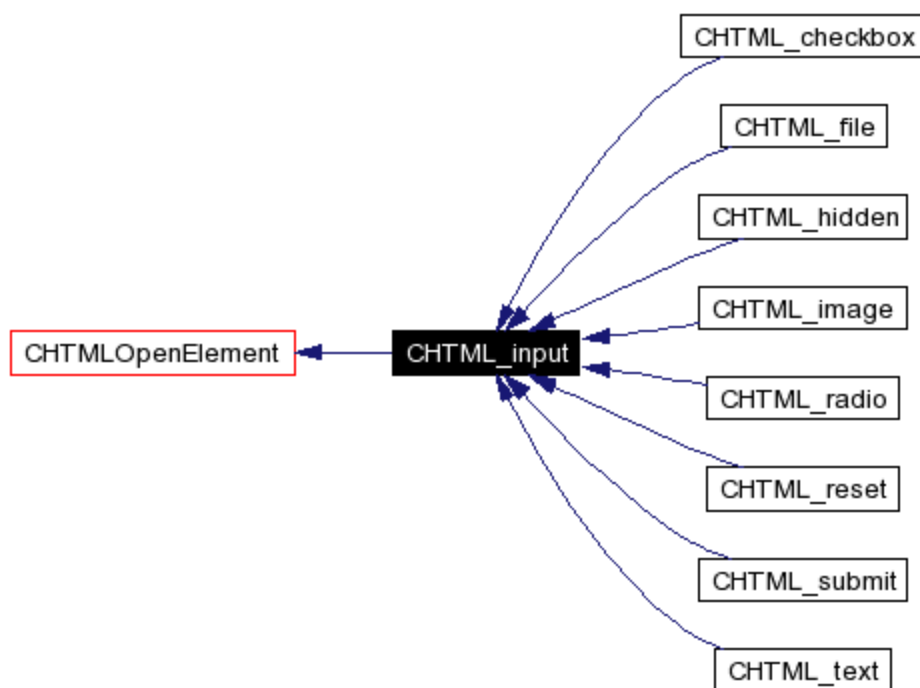 CHTML_checkbox
CHTML_file
CHTML_hidden
CHTML_image
CHTMLOpenElement
CHTML_input
CHTML_radio
CHTML_reset
CHTML_submit
CHTML_text